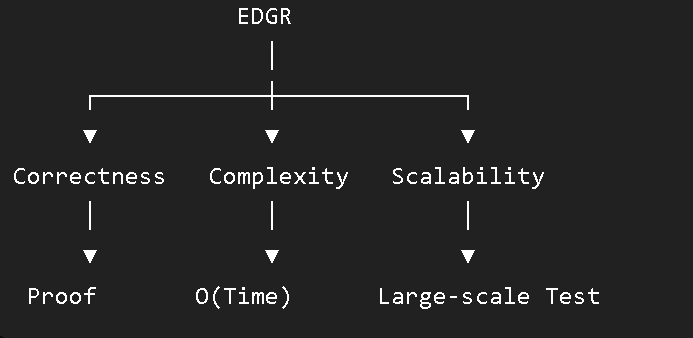 EDGR
Correctness Complexity Scalability
Proof O(Time) Large-scale Test